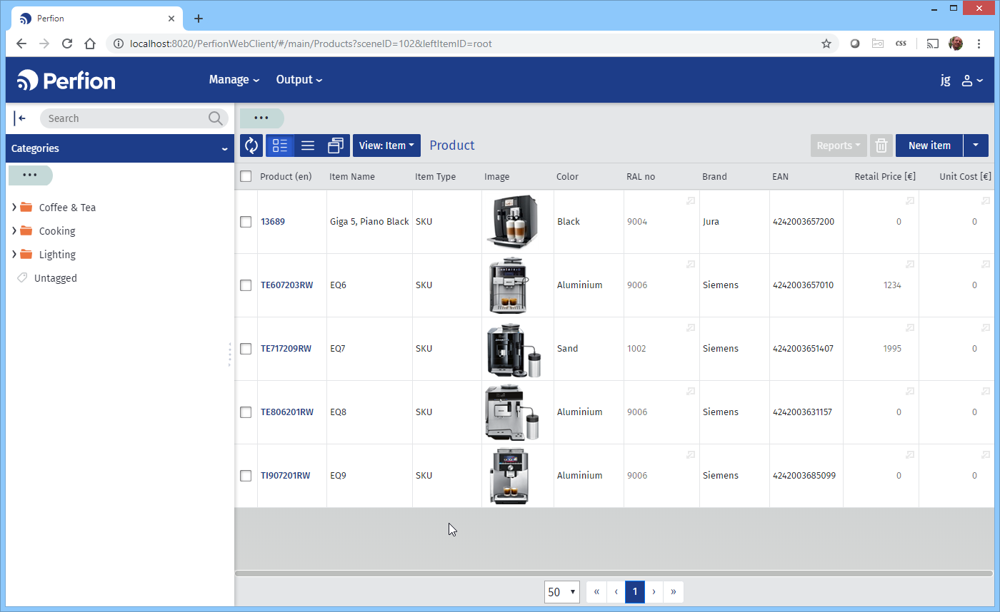 Perfion
localhost:8020/PerfionWebClient/#/main/Products?sceneID=102&leftItemID=root
css
Perfion
Manage
Output
jg
Search
Categories
•••
Coffee & Tea
Cooking
Lighting
Untagged
•••
View: Item
Product
Reports
New item
Product (en) Item Name Item Type Image Color RAL no Brand EAN Retail Price [€] Unit Cost [€]
13689 Giga 5, Piano Black SKU Black 9004 Jura 4242003657200 0 0
TE607203RW EQ6 SKU Aluminium 9006 Siemens 4242003657010 1234 0
TE717209RW EQ7 SKU Sand 1002 Siemens 4242003651407 1995 0
TE806201RW EQ8 SKU Aluminium 9006 Siemens 4242003631157 0 0
TI907201RW EQ9 SKU Aluminium 9006 Siemens 4242003685099 0 0
50 « ‹ 1 › »